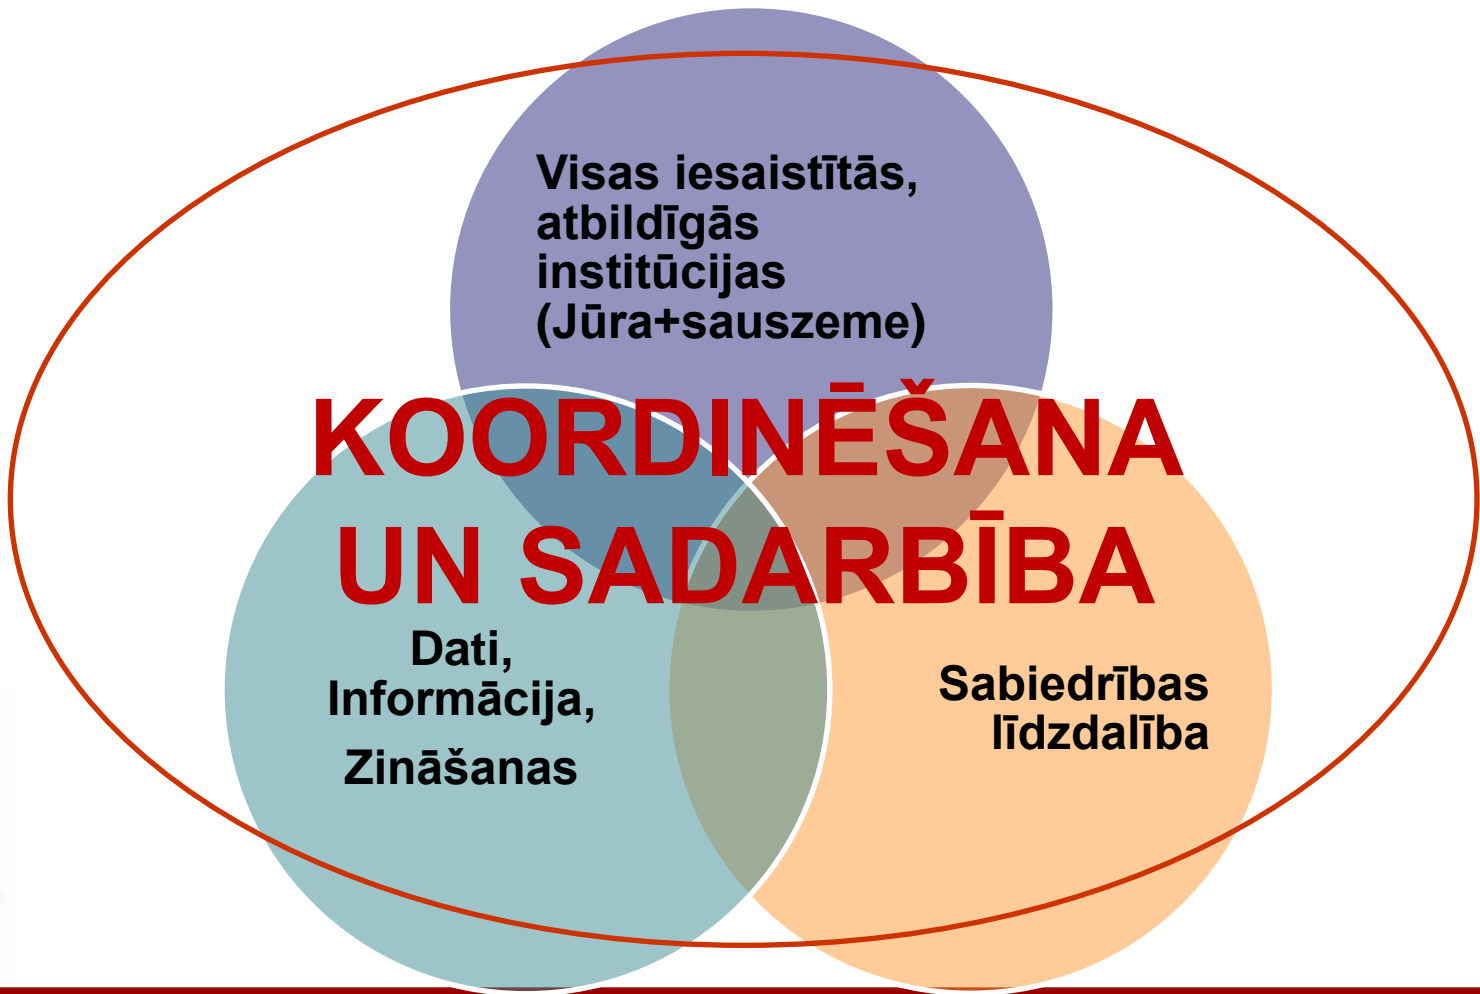 Visas iesaistītās,
atbildīgās
institūcijas
(Jūra+sauszeme)
KOORDINĒŠANA
UN SADARBĪBA
Dati,
Informācija,
Zināšanas
Sabiedrības
līdzdalība